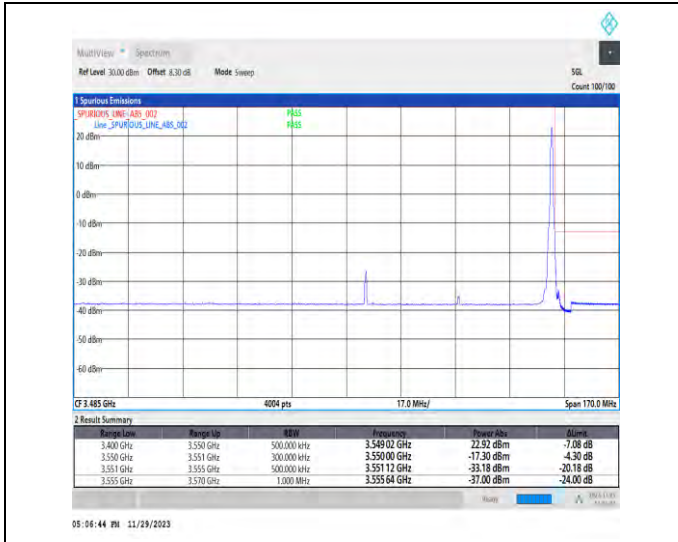 MultiView Spectrum
Ref Level 30.00 dBm Offset 8.30 dB Mode Sweep SGL
Count 100/100
1 Spurious Emissions
SPURIOUS_LINE_ABS_002 PASS
Line _SPURIOUS_LINE_ABS_002 PASS
20 dBm
10 dBm
0 dBm
-10 dBm
-20 dBm
-30 dBm
-40 dBm
-50 dBm
-60 dBm
CF 3.485 GHz 4004 pts 17.0 MHz/ Span 170.0 MHz
2 Result Summary
Range Low Range Up RBW Frequency Power Abs ΔLimit
3.400 GHz 3.550 GHz 500.000 kHz 3.549 02 GHz 22.92 dBm -7.08 dB
3.550 GHz 3.551 GHz 300.000 kHz 3.550 00 GHz -17.30 dBm -4.30 dB
3.551 GHz 3.555 GHz 500.000 kHz 3.551 12 GHz -33.18 dBm -20.18 dB
3.555 GHz 3.570 GHz 1.000 MHz 3.555 64 GHz -37.00 dBm -24.00 dB
Ready
05:06:44 PM 11/29/2023